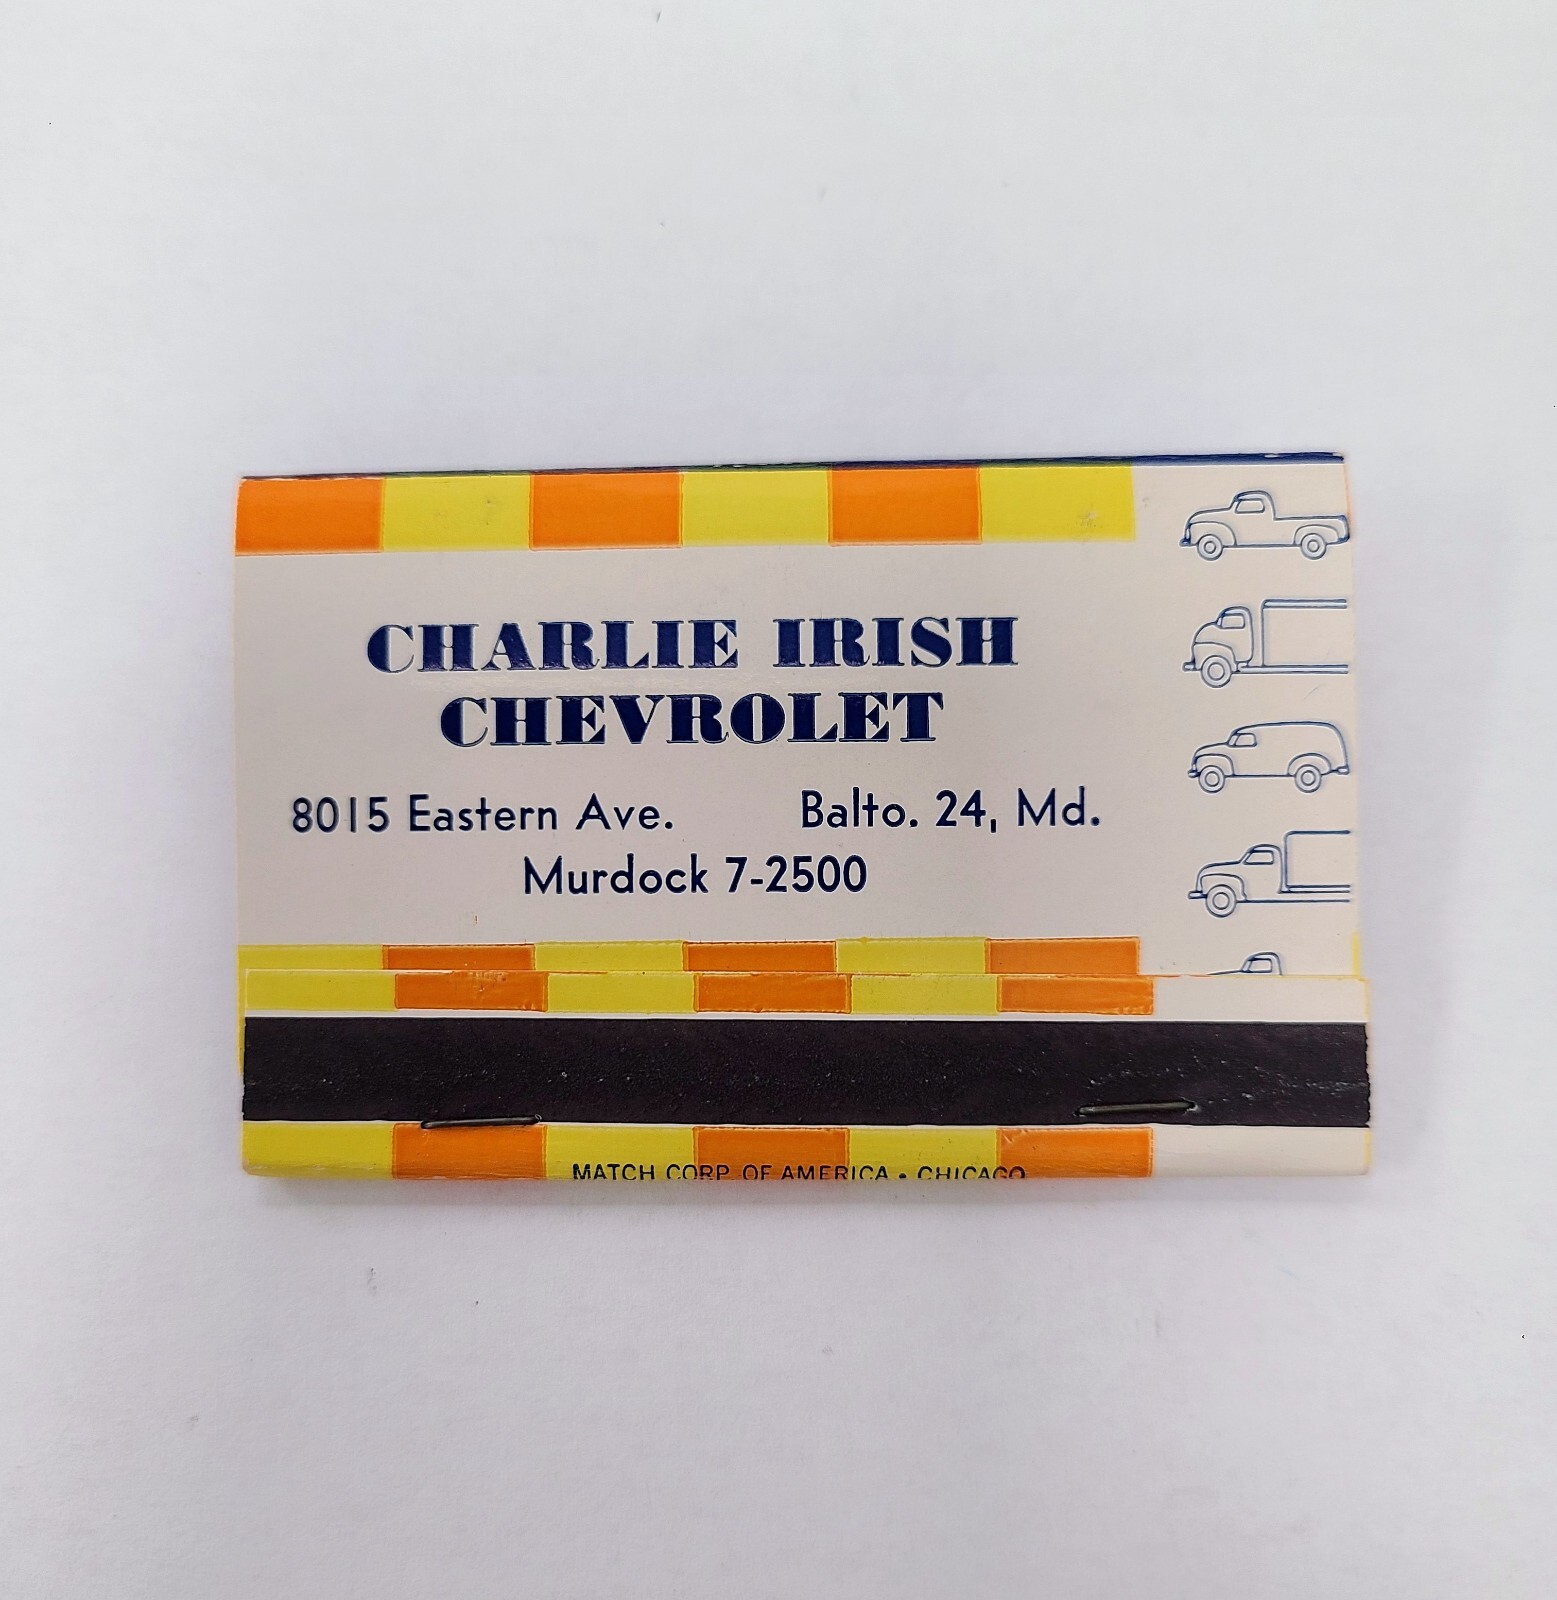 CHARLIE IRISH
CHEVROLET
8015 Eastern Ave. Balto. 24, Md.
Murdock 7-2500
MATCH CORP. OF AMERICA • CHICAGO